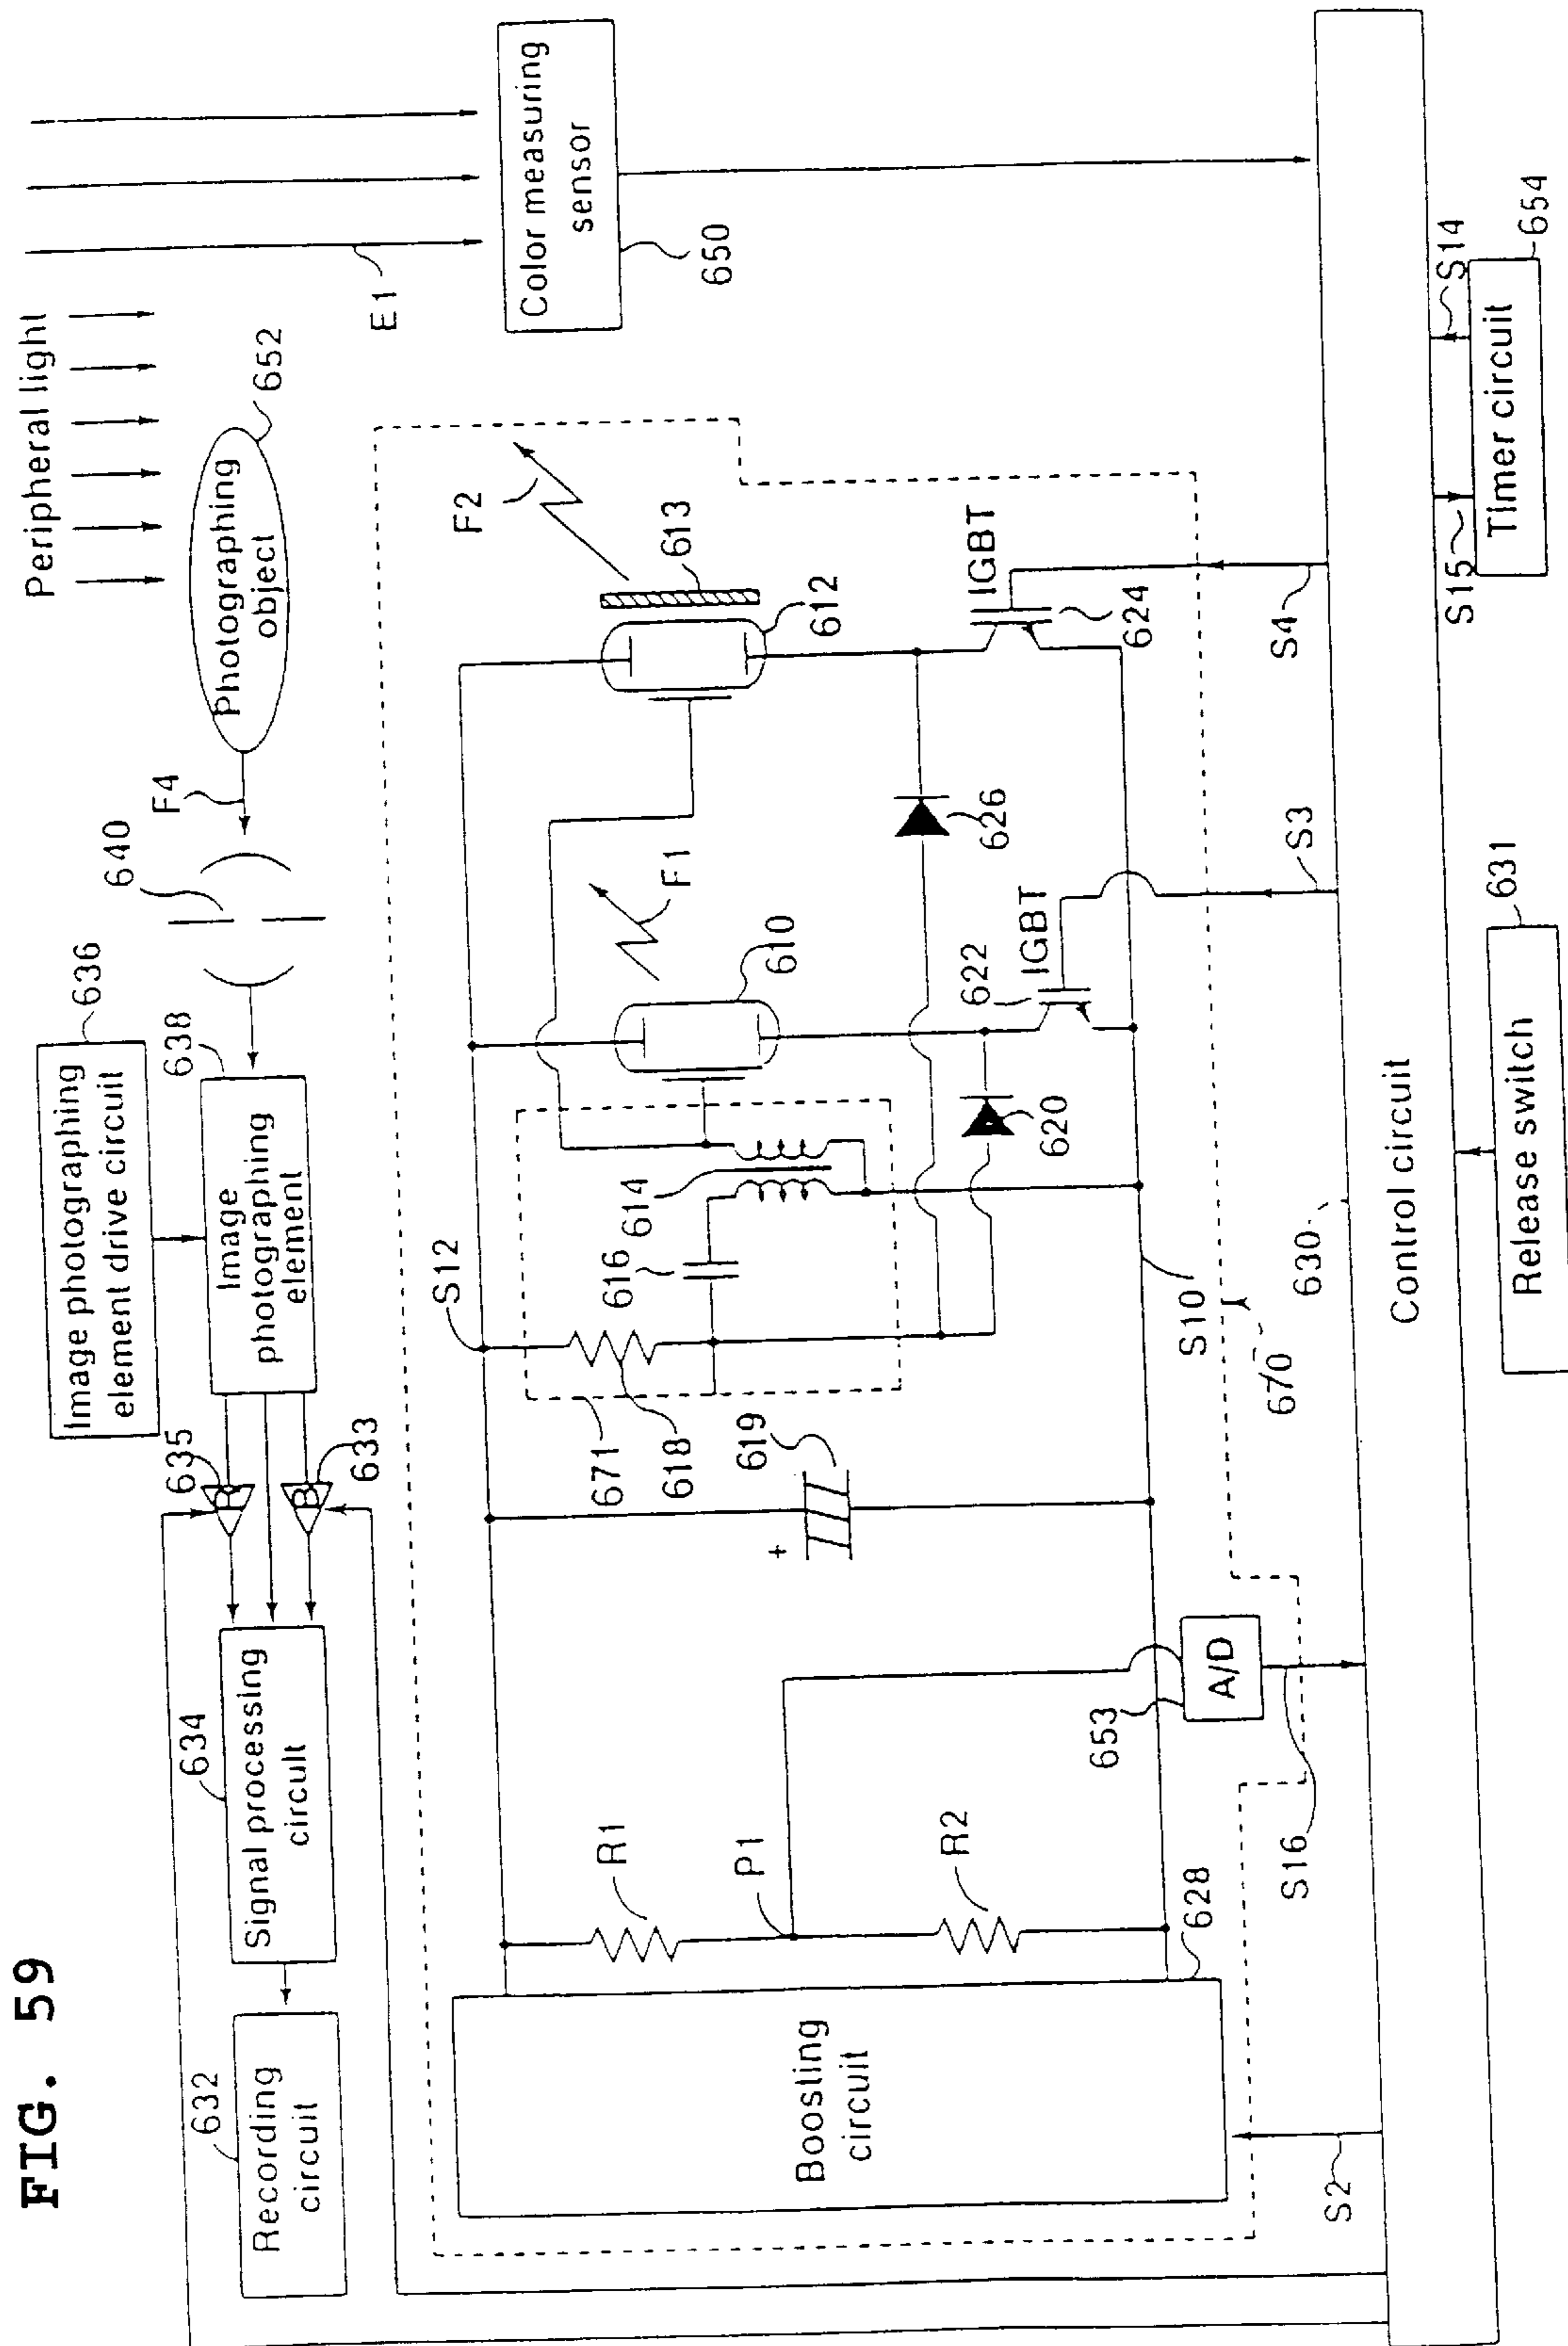 FIG. 59
Peripheral light
Photographing
object
652
F4
640
E1
Color measuring
sensor
650
Image photographing
element drive circuit
636
638
Image
photographing
element
635
633
634
Signal processing
circuit
632
Recording
circuit
S12
F2
613
612
F1
610
614
616
618
671
619
+
620
622
IGBT
626
IGBT
624
R1
P1
R2
653
A/D
628
Boosting
circuit
S10
670
S16
S2
S3
S4
630
Control circuit
631
Release switch
S15
S14
654
Timer circuit